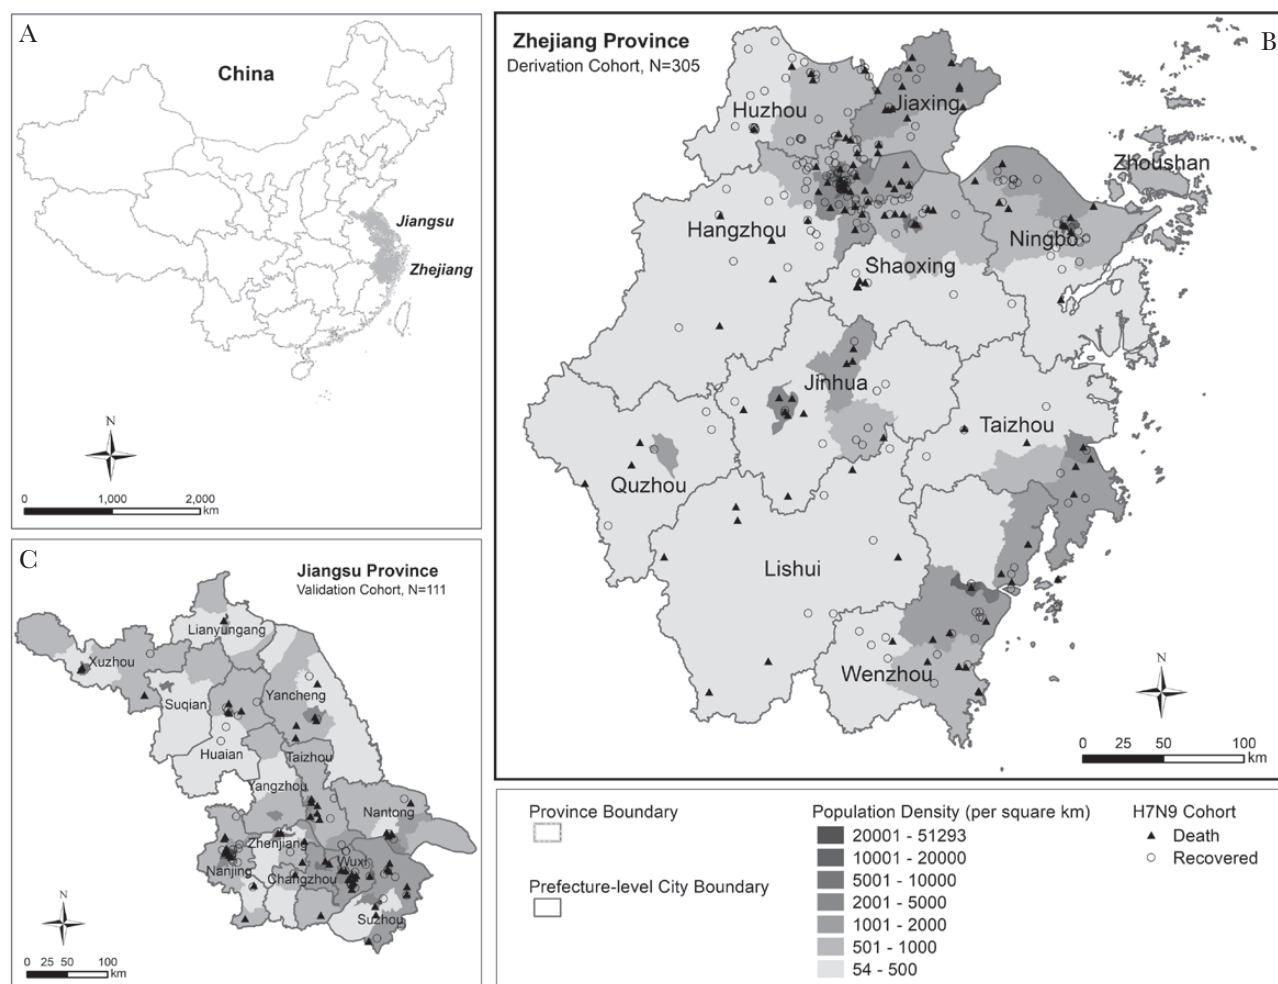 A
China
Jiangsu
Zhejiang
N
0 1,000 2,000
km
B
Zhejiang Province
Derivation Cohort, N=305
Huzhou
Jiaxing
Zhoushan
Hangzhou
Ningbo
Shaoxing
Jinhua
Taizhou
Quzhou
Lishui
Wenzhou
N
0 25 50 100
km
C
Jiangsu Province
Validation Cohort, N=111
Lianyungang
Xuzhou
Suqian
Yancheng
Huaian
Taizhou
Yangzhou
Nantong
Zhenjiang
Nanjing
Changzhou
Wuxi
Suzhou
N
0 25 50 100
km
Province Boundary
Prefecture-level City Boundary
Population Density (per square km)
20001 - 51293
10001 - 20000
5001 - 10000
2001 - 5000
1001 - 2000
501 - 1000
54 - 500
H7N9 Cohort
Death
Recovered